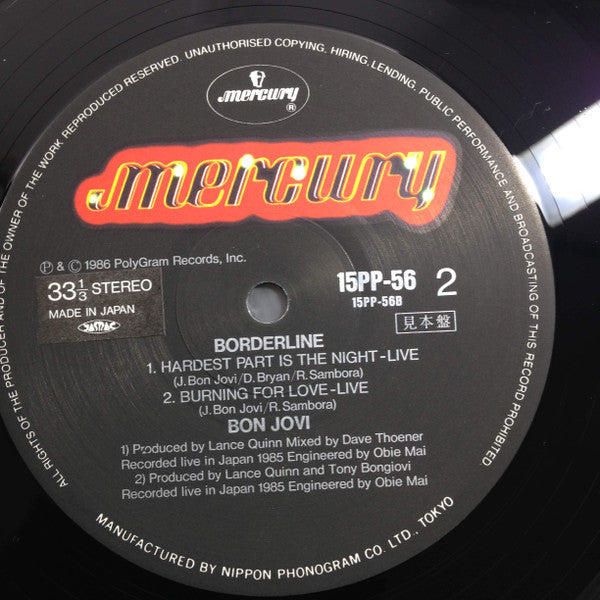 ALL RIGHTS OF THE PRODUCER AND OF THE OWNER OF THE WORK REPRODUCED RESERVED. UNAUTHORISED COPYING, HIRING, LENDING, PUBLIC PERFORMANCE AND BROADCASTING OF THIS RECORD PROHIBITED
mercury ®
mercury
Ⓟ & © 1986 PolyGram Records, Inc.
33 1/3 STEREO
MADE IN JAPAN
JASRAC
15PP-56 2
15PP-56B
見本盤
BORDERLINE
1. HARDEST PART IS THE NIGHT-LIVE
(J. Bon Jovi/D. Bryan/R. Sambora)
2. BURNING FOR LOVE-LIVE
(J. Bon Jovi/R. Sambora)
BON JOVI
1) Produced by Lance Quinn Mixed by Dave Thoener
Recorded live in Japan 1985 Engineered by Obie Mai
2) Produced by Lance Quinn and Tony Bongiovi
Recorded live in Japan 1985 Engineered by Obie Mai
MANUFACTURED BY NIPPON PHONOGRAM CO. LTD., TOKYO